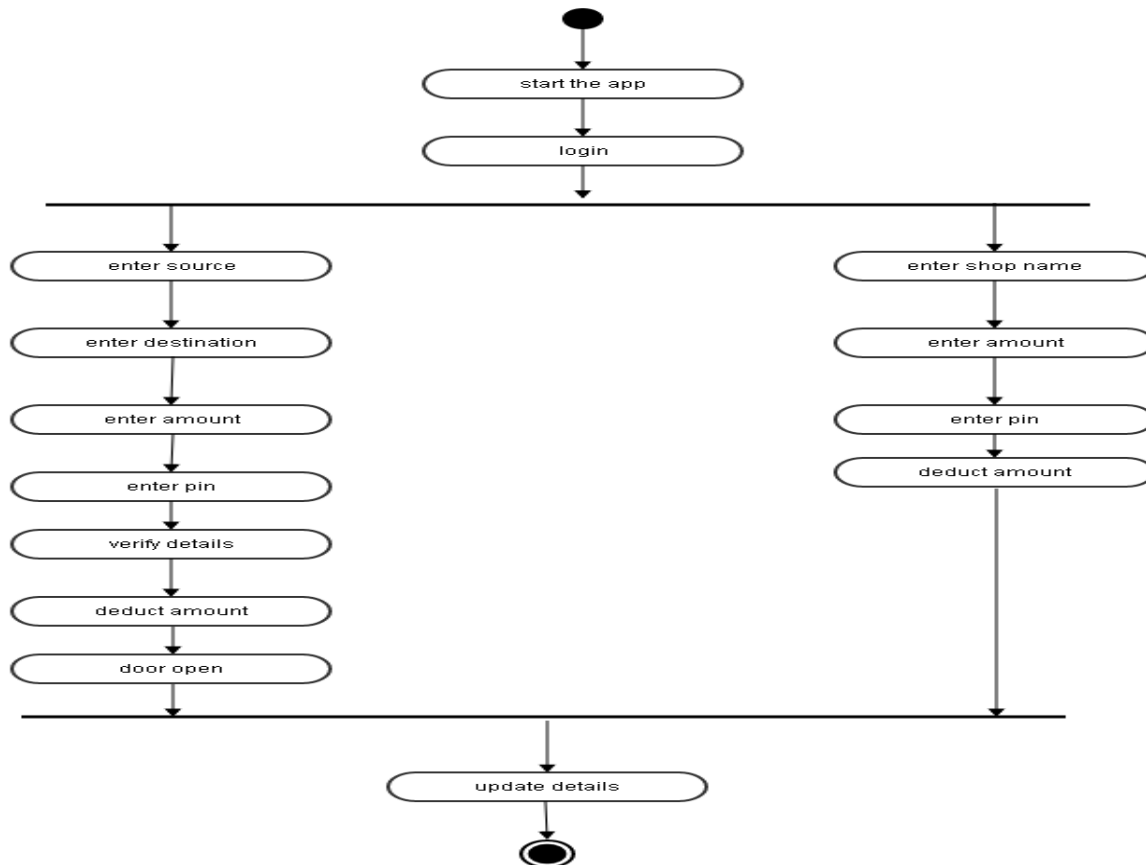 start the app
login
enter source
enter destination
enter amount
enter pin
verify details
deduct amount
door open
enter shop name
enter amount
enter pin
deduct amount
update details